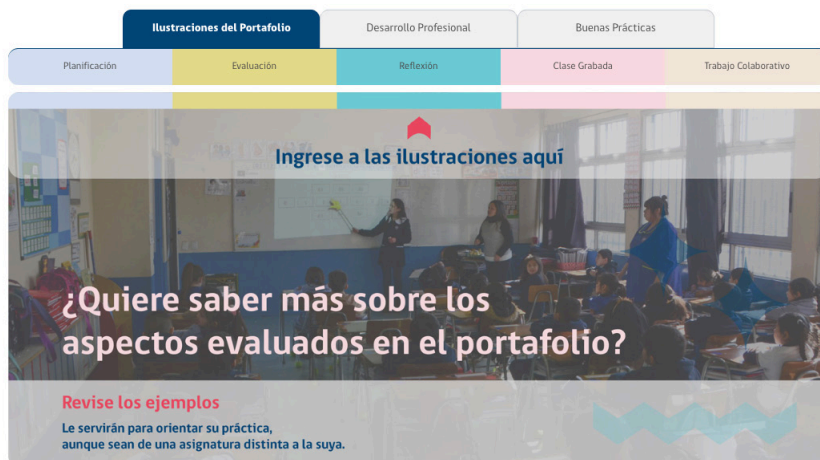 Ilustraciones del Portafolio
Desarrollo Profesional
Buenas Prácticas
Planificación
Evaluación
Reflexión
Clase Grabada
Trabajo Colaborativo
Ingrese a las ilustraciones aquí
¿Quiere saber más sobre los
aspectos evaluados en el portafolio?
Revise los ejemplos
Le servirán para orientar su práctica,
aunque sean de una asignatura distinta a la suya.